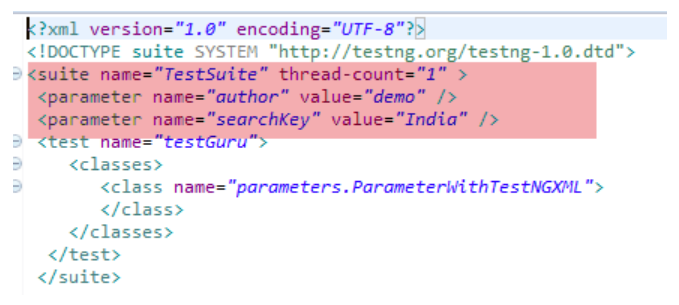 <?xml version="1.0" encoding="UTF-8"?>
<!DOCTYPE suite SYSTEM "http://testng.org/testng-1.0.dtd">
<suite name="TestSuite" thread-count="1" >
<parameter name="author" value="demo" />
<parameter name="searchKey" value="India" />
<test name="testGuru">
<classes>
<class name="parameters.ParameterWithTestNGXML">
</class>
</classes>
</test>
</suite>